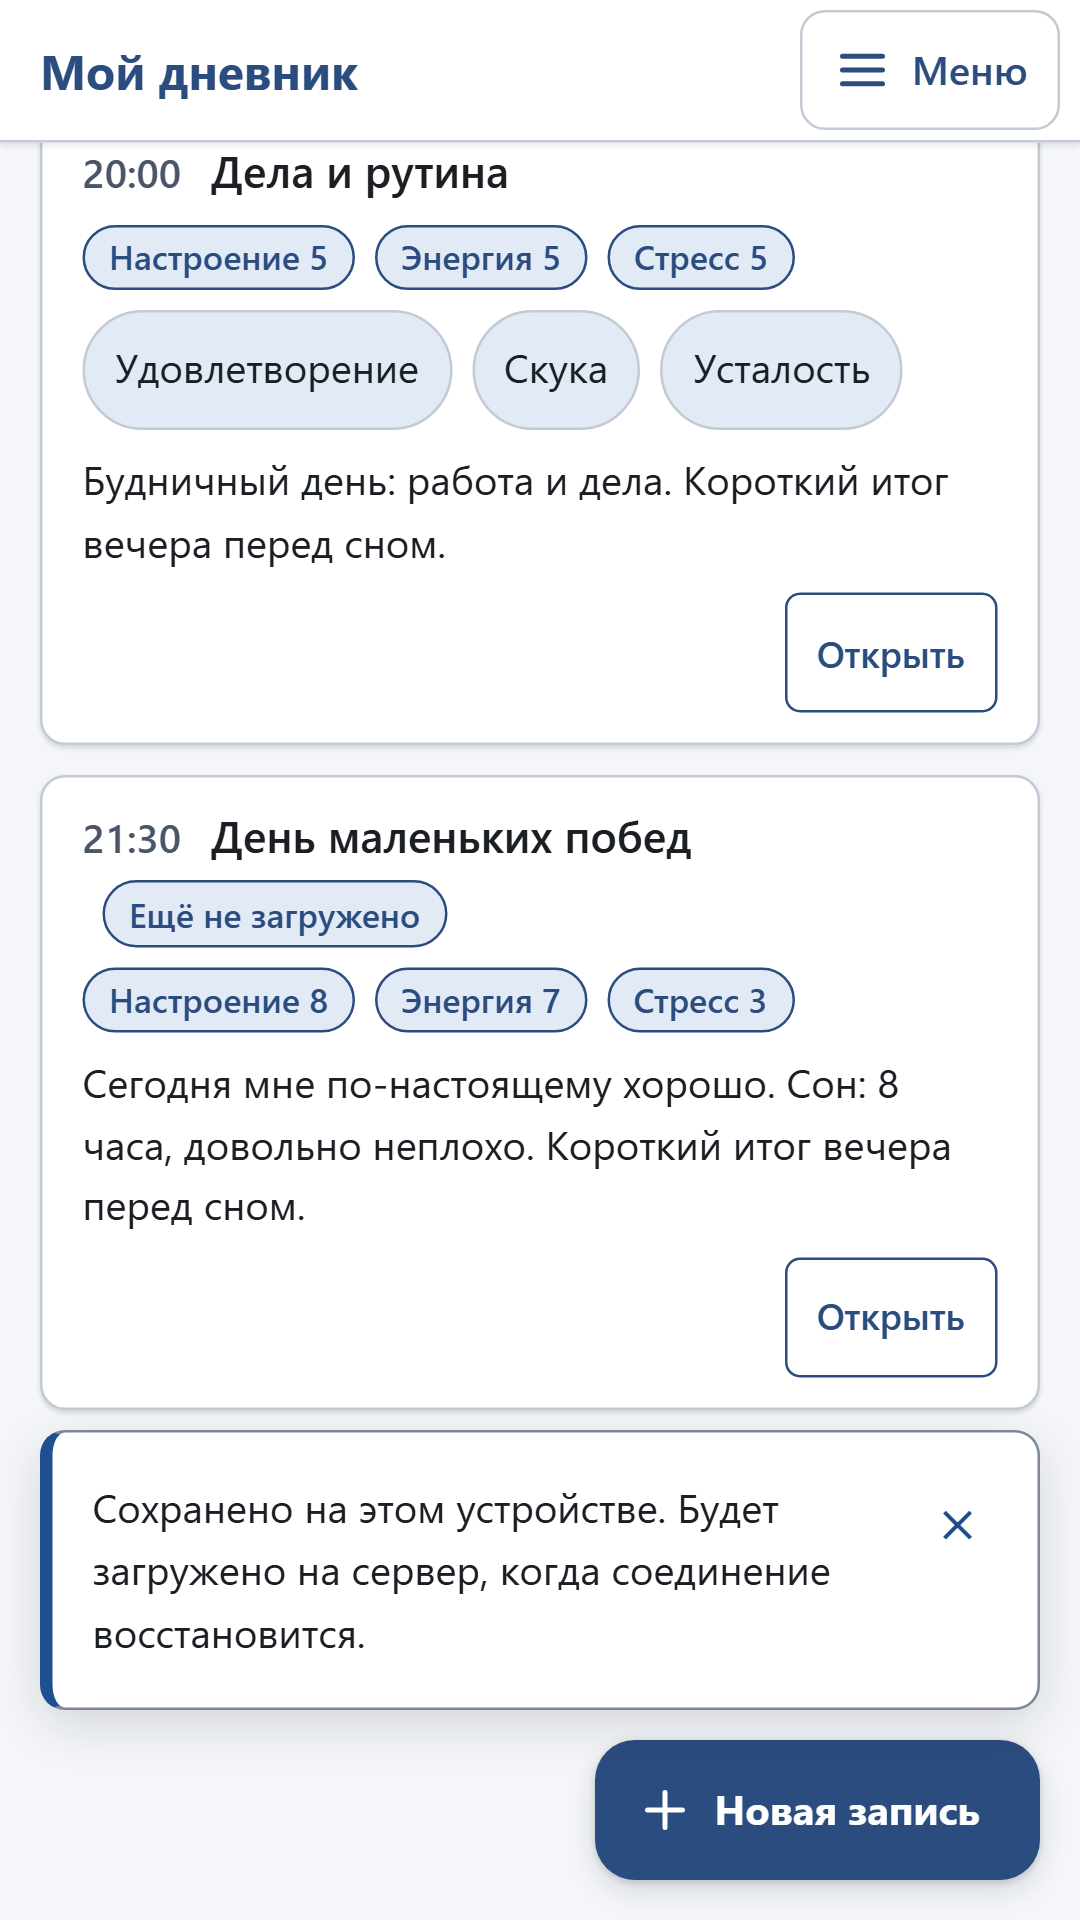 Мой дневник
Меню
20:00 Дела и рутина
Настроение 5 Энергия 5 Стресс 5
Удовлетворение Скука Усталость
Будничный день: работа и дела. Короткий итог
вечера перед сном.
Открыть
21:30 День маленьких побед
Ещё не загружено
Настроение 8 Энергия 7 Стресс 3
Сегодня мне по-настоящему хорошо. Сон: 8
часа, довольно неплохо. Короткий итог вечера
перед сном.
Открыть
Сохранено на этом устройстве. Будет
загружено на сервер, когда соединение
восстановится.
Новая запись